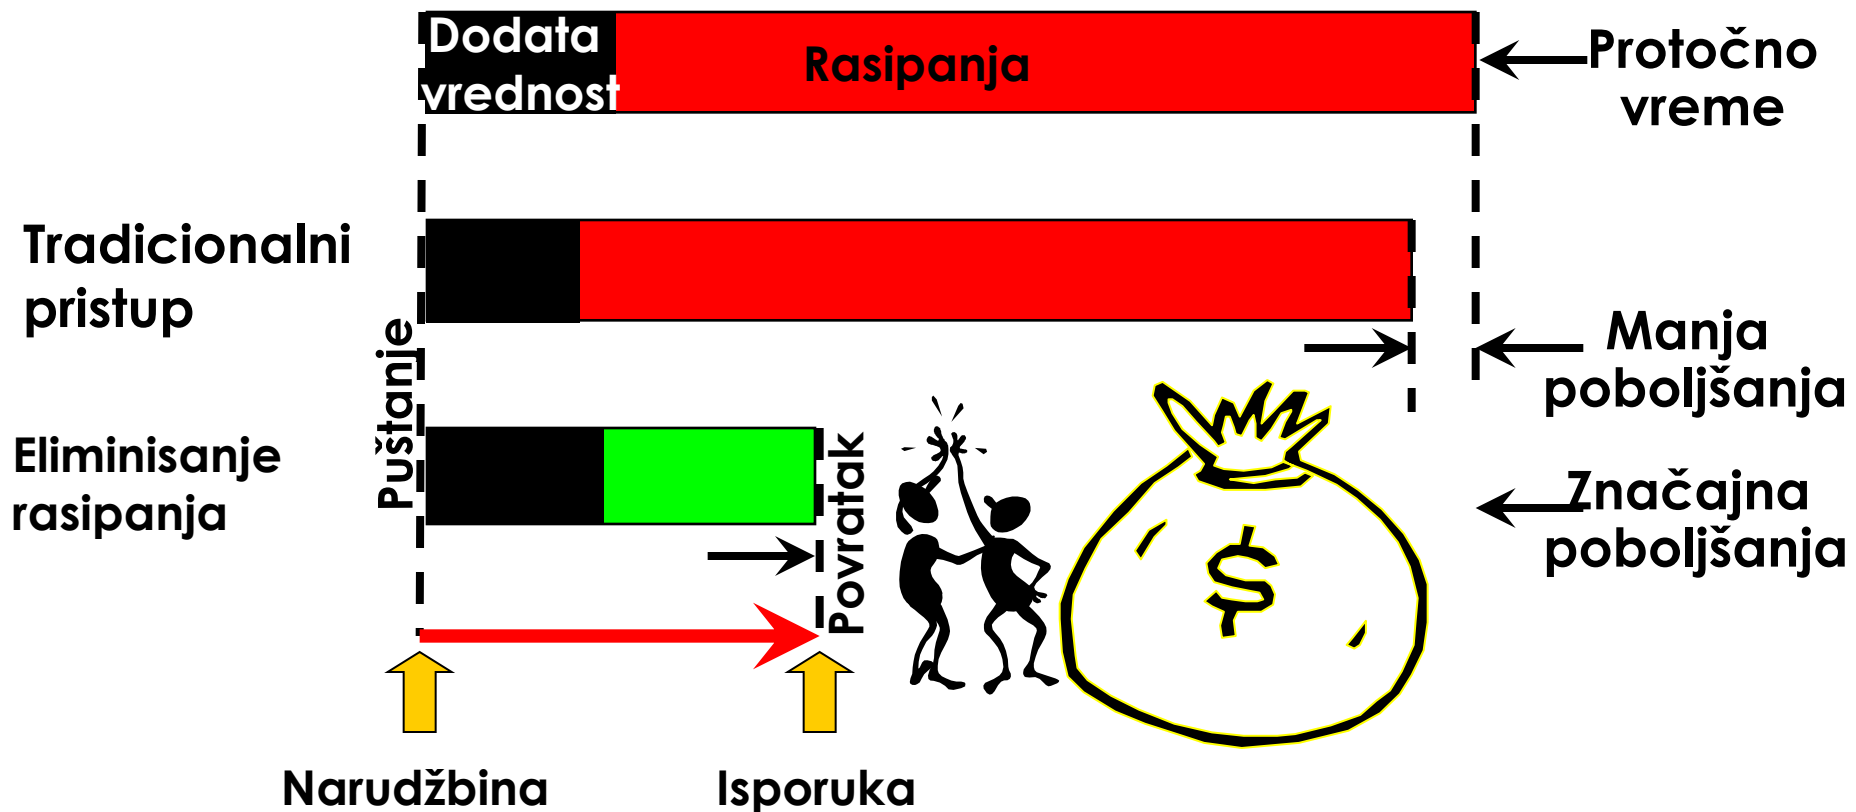 Dodata
vrednost
Rasipanja
Protočno
vreme
Tradicionalni
pristup
Puštanje
Manja
poboljšanja
Eliminisanje
rasipanja
Povratak
$
Značajna
poboljšanja
Narudžbina
Isporuka